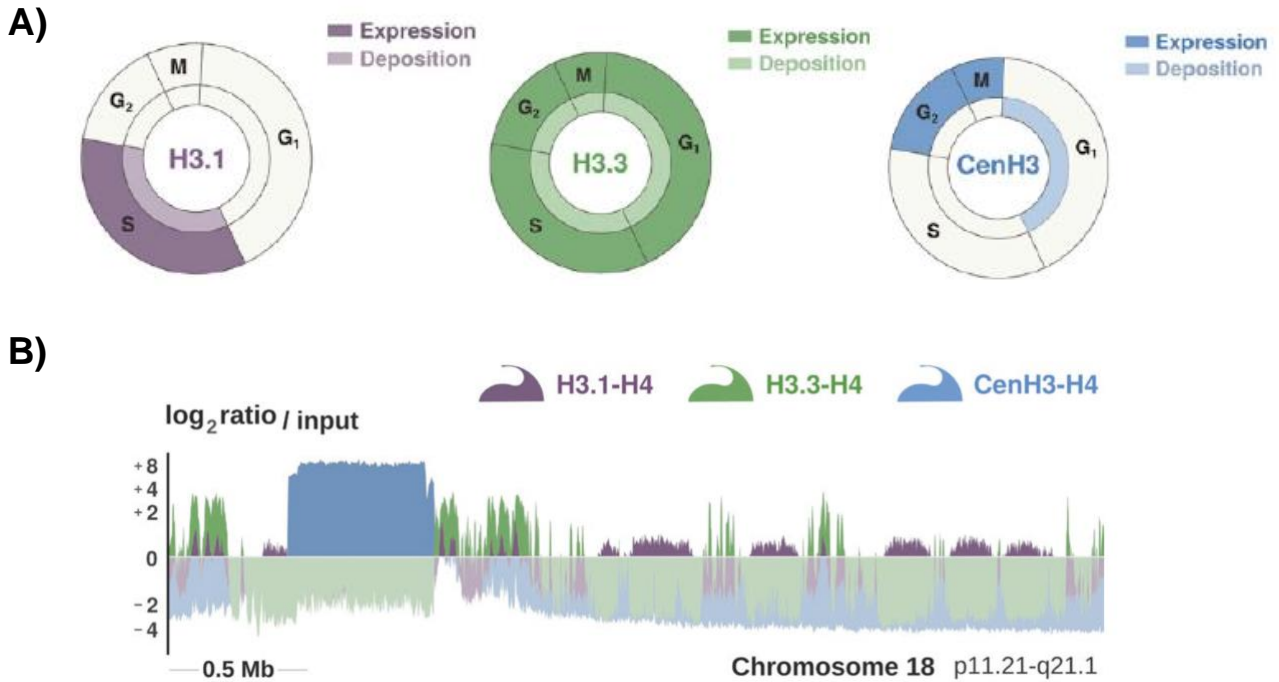 A)
Expression
Deposition
M
G₂
G₁
S
H3.1
Expression
Deposition
M
G₂
G₁
S
H3.3
Expression
Deposition
M
G₂
G₁
S
CenH3
B)
H3.1-H4
H3.3-H4
CenH3-H4
log₂ratio / input
+8
+4
+2
0
-2
-4
0.5 Mb
Chromosome 18 p11.21-q21.1